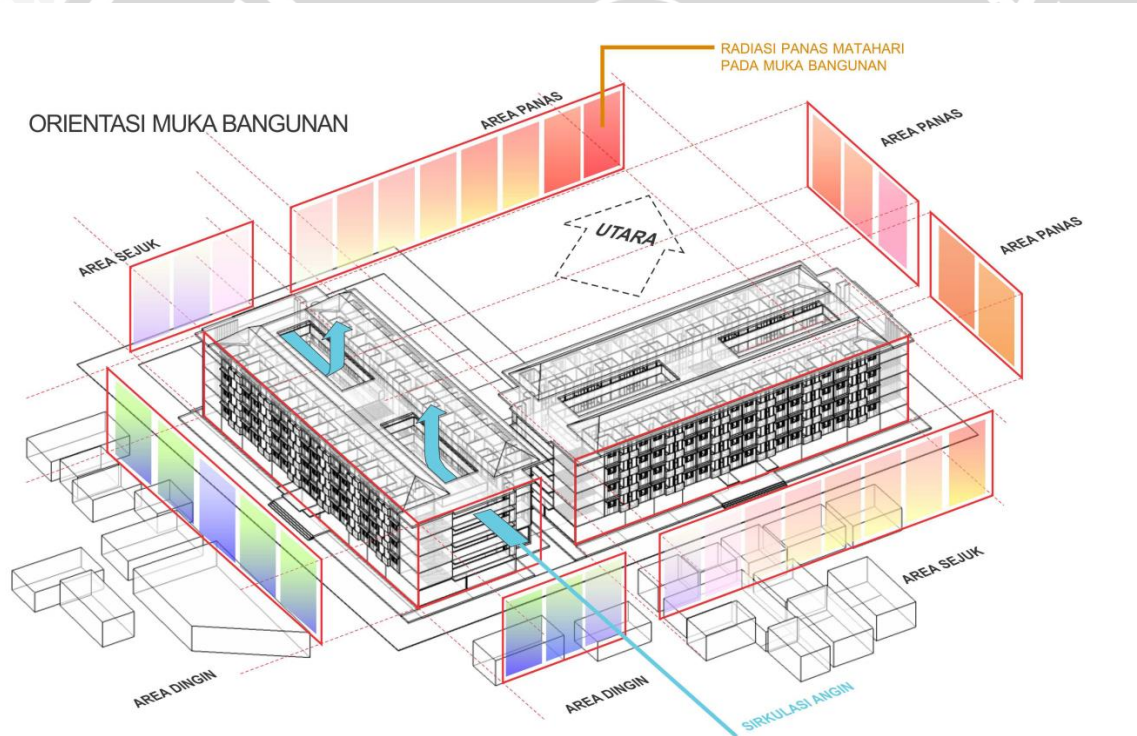 RADIASI PANAS MATAHARI
PADA MUKA BANGUNAN
ORIENTASI MUKA BANGUNAN
AREA PANAS
AREA PANAS
AREA SEJUK
UTARA
AREA PANAS
AREA SEJUK
AREA DINGIN
AREA DINGIN
SIRKULASI ANGIN